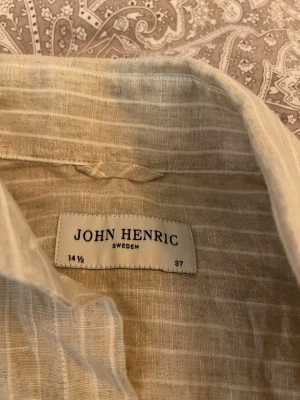 JOHN HENRIC
SWEDEN
14 ½ 37